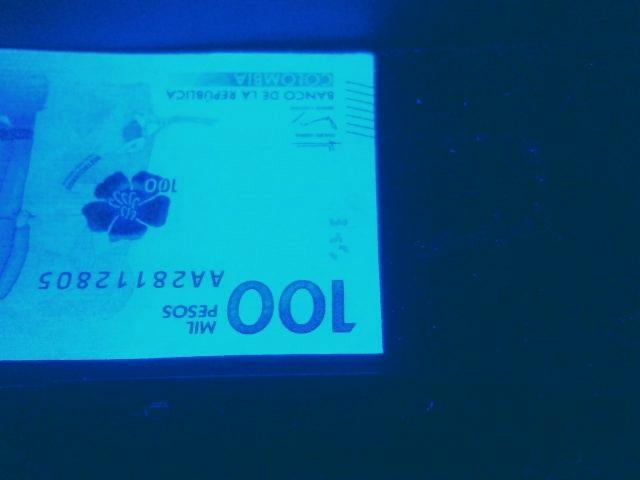 100 MIL
PESOS
AA28112805
100
BANCO DE LA REPÚBLICA
COLOMBIA